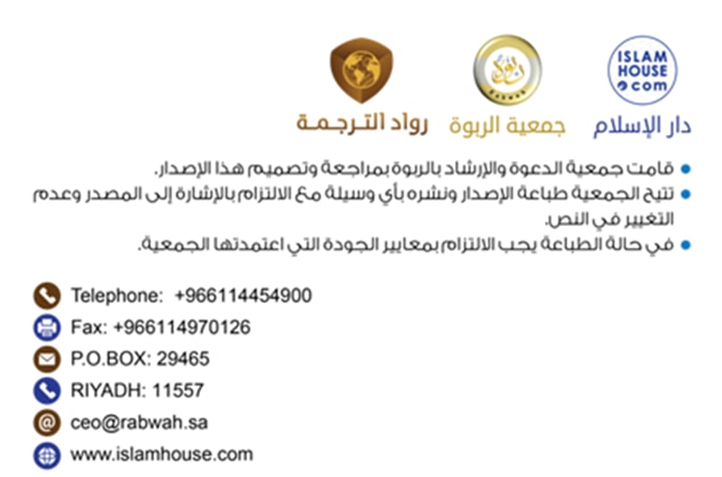 ISLAM
HOUSE
.com
دار الإسلام
جمعية الربوة
رواد الترجمة
قامت جمعية الدعوة والإرشاد بالربوة بمراجعة وتصميم هذا الإصدار.
تتيح الجمعية طباعة الإصدار ونشره بأي وسيلة مع الالتزام بالإشارة إلى المصدر وعدم
التغيير في النص.
في حالة الطباعة يجب الالتزام بمعايير الجودة التي اعتمدتها الجمعية.
Telephone: +966114454900
Fax: +966114970126
P.O.BOX: 29465
RIYADH: 11557
ceo@rabwah.sa
www.islamhouse.com